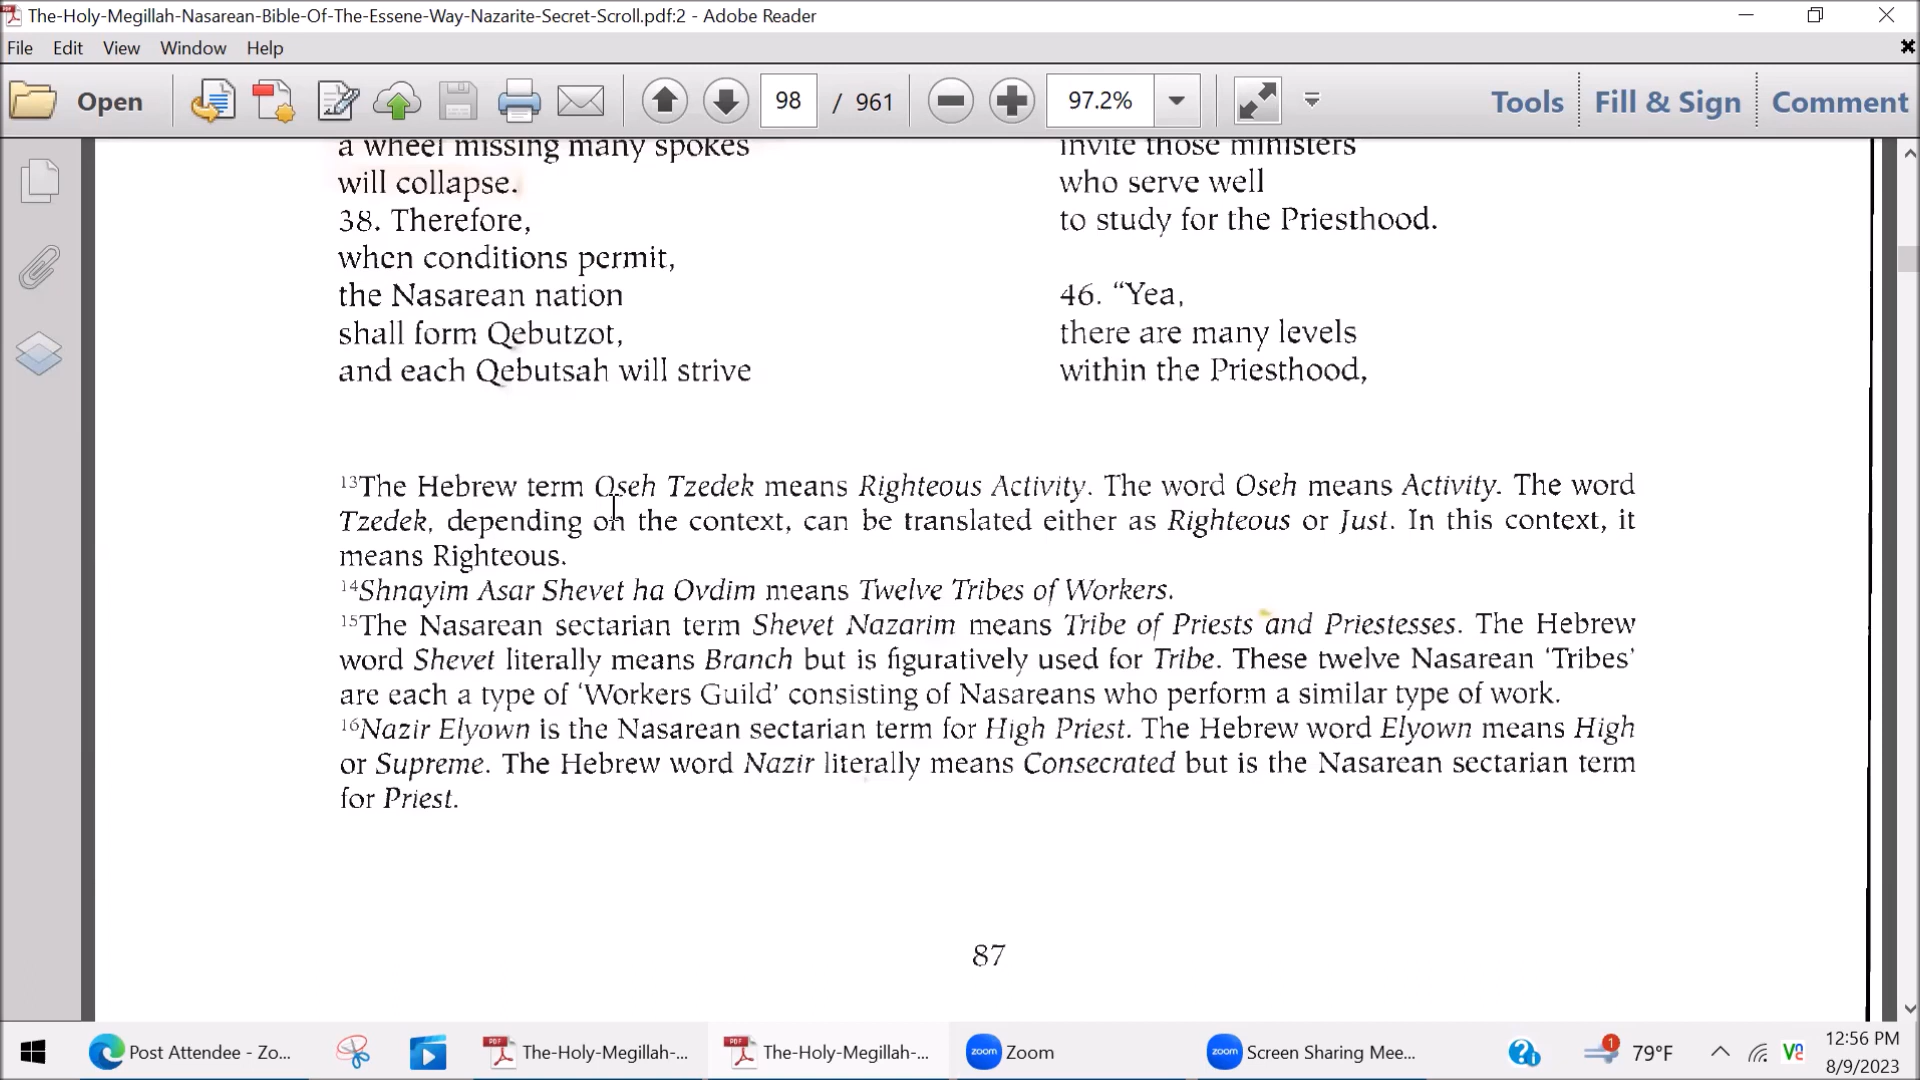 The-Holy-Megillah-Nasarean-Bible-Of-The-Essene-Way-Nazarite-Secret-Scroll.pdf:2 - Adobe Reader
File Edit View Window Help
Open 98 / 961 97.2% Tools Fill & Sign Comment
a wheel missing many spokes
will collapse.
38. Therefore,
when conditions permit,
the Nasarean nation
shall form Qebutzot,
and each Qebutsah will strive
invite those ministers
who serve well
to study for the Priesthood.
46. “Yea,
there are many levels
within the Priesthood,
13The Hebrew term Oseh Tzedek means Righteous Activity. The word Oseh means Activity. The word
Tzedek, depending on the context, can be translated either as Righteous or Just. In this context, it
means Righteous.
14Shnayim Asar Shevet ha Ovdim means Twelve Tribes of Workers.
15The Nasarean sectarian term Shevet Nazarim means Tribe of Priests and Priestesses. The Hebrew
word Shevet literally means Branch but is figuratively used for Tribe. These twelve Nasarean ‘Tribes’
are each a type of ‘Workers Guild’ consisting of Nasareans who perform a similar type of work.
16Nazir Elyown is the Nasarean sectarian term for High Priest. The Hebrew word Elyown means High
or Supreme. The Hebrew word Nazir literally means Consecrated but is the Nasarean sectarian term
for Priest.
87
Post Attendee - Zo... The-Holy-Megillah-... The-Holy-Megillah-... Zoom Screen Sharing Mee... 1 79°F 12:56 PM
8/9/2023